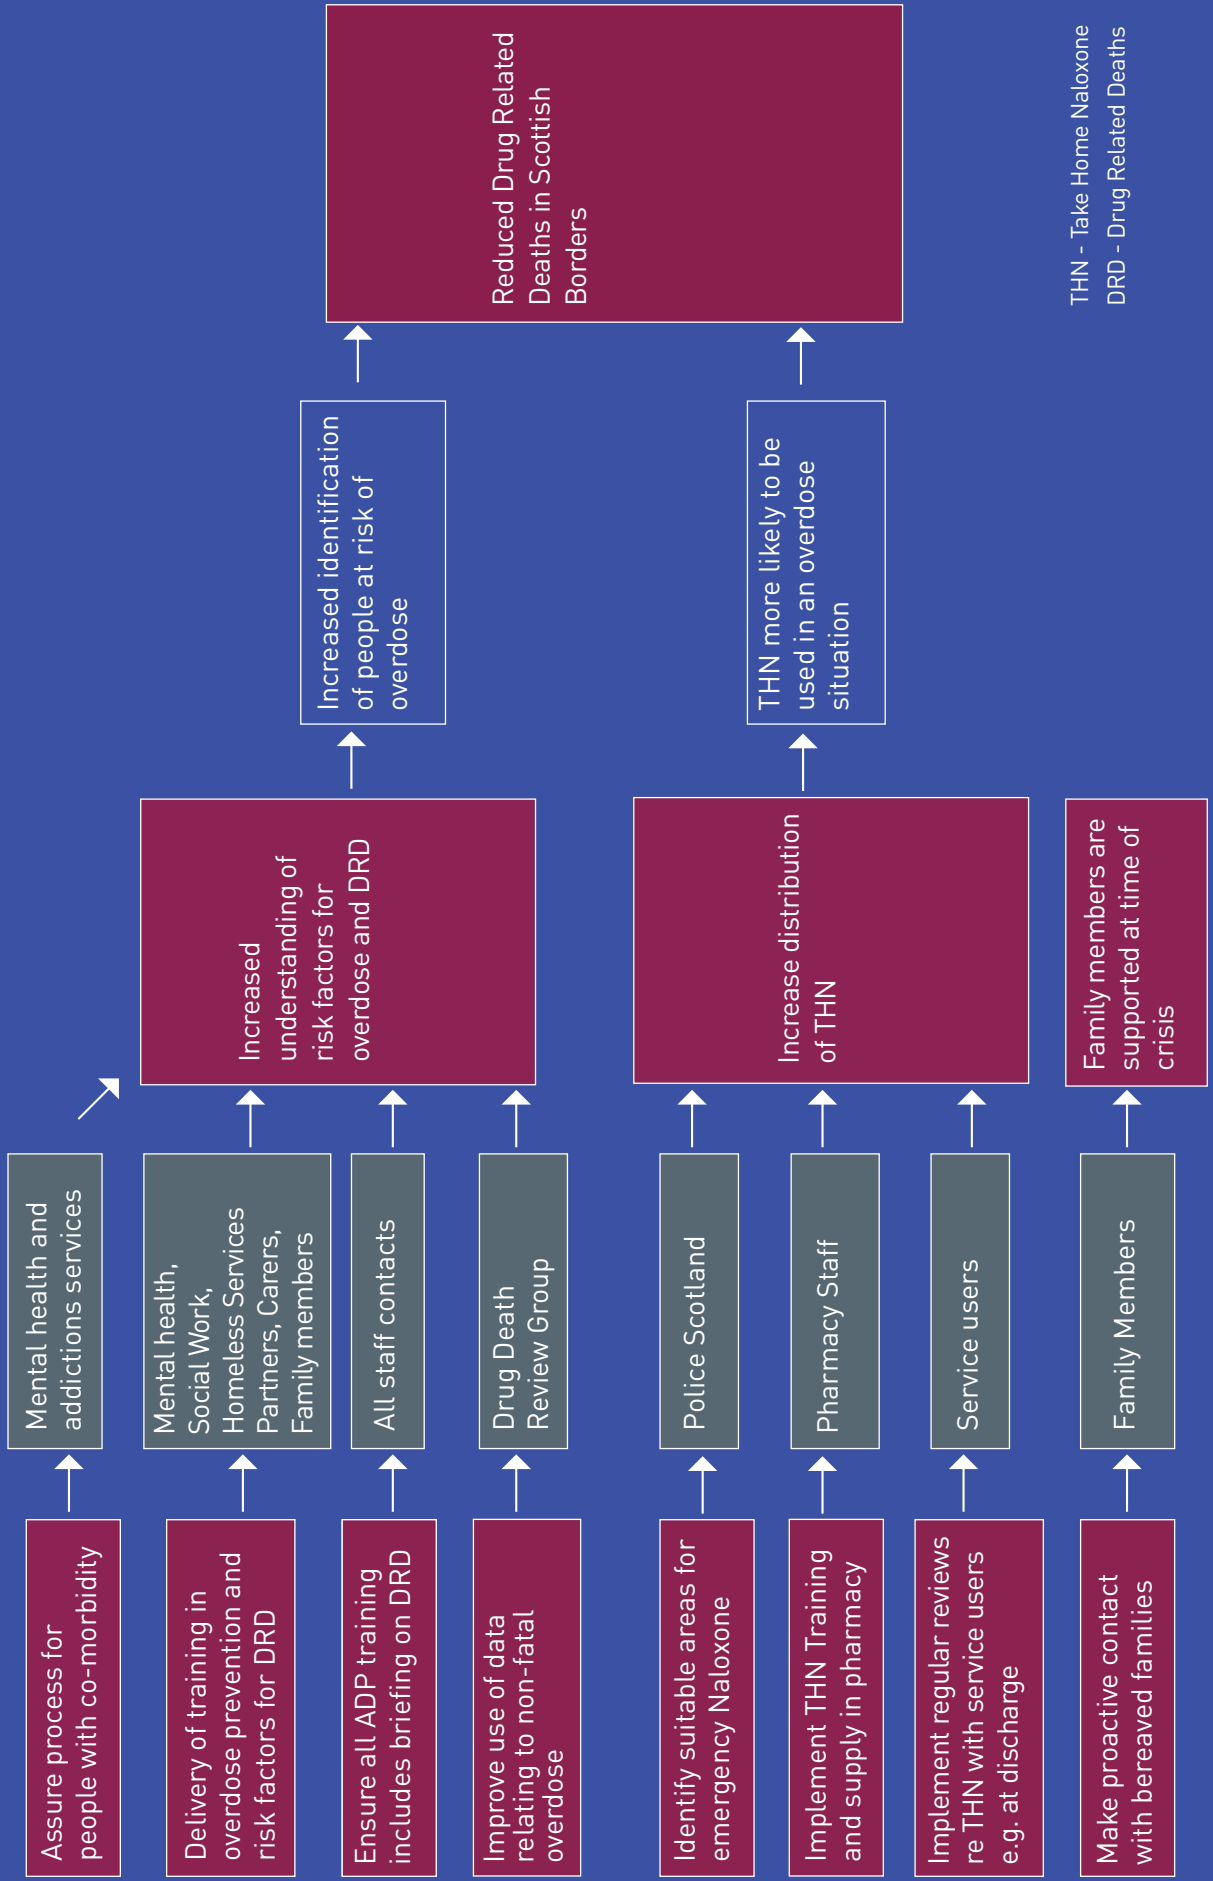 Assure process for
people with co-morbidity
Mental health and
addictions services
Delivery of training in
overdose prevention and
risk factors for DRD
Mental health,
Social Work,
Homeless Services
Partners, Carers,
Family members
Ensure all ADP training
includes briefing on DRD
All staff contacts
Improve use of data
relating to non-fatal
overdose
Drug Death
Review Group
Increased
understanding of
risk factors for
overdose and DRD
Increased identification
of people at risk of
overdose
Identify suitable areas for
emergency Naloxone
Police Scotland
Implement THN Training
and supply in pharmacy
Pharmacy Staff
Implement regular reviews
re THN with service users
e.g. at discharge
Service users
Increase distribution
of THN
THN more likely to be
used in an overdose
situation
Reduced Drug Related
Deaths in Scottish
Borders
Make proactive contact
with bereaved families
Family Members
Family members are
supported at time of
crisis
THN - Take Home Naloxone
DRD - Drug Related Deaths